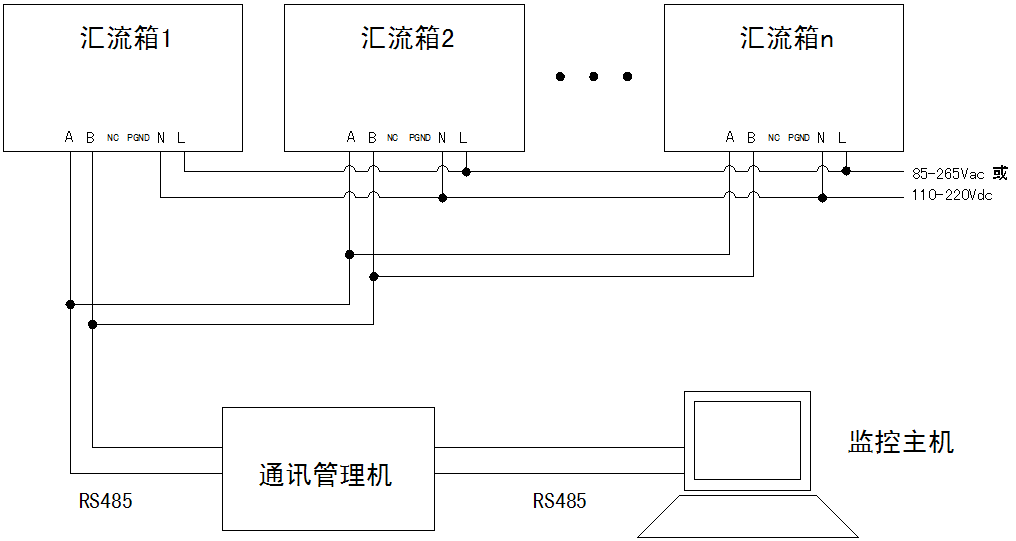 汇流箱1 汇流箱2 汇流箱n
A B NC PGND N L A B NC PGND N L A B NC PGND N L
85-265Vac 或
110-220Vdc
监控主机
通讯管理机
RS485 RS485